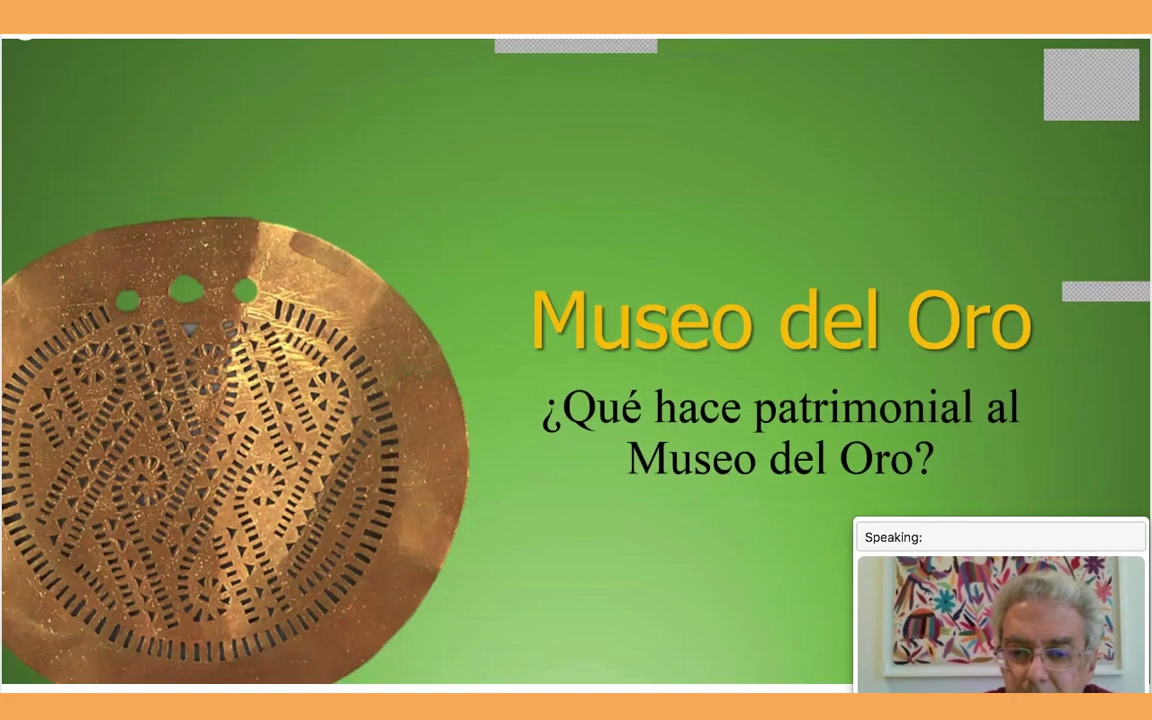 Museo del Oro
¿Qué hace patrimonial al
Museo del Oro?
Speaking: